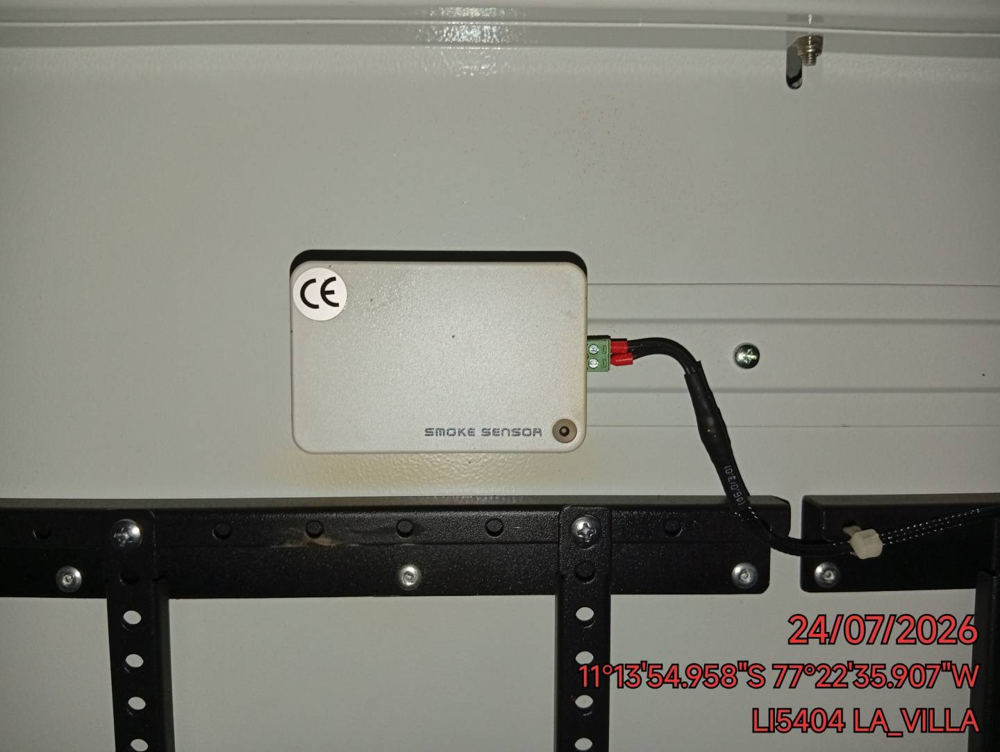 CE
SMOKE SENSOR
24/07/2026
11°13'54.958"S 77°22'35.907"W
LI5404 LA_VILLA